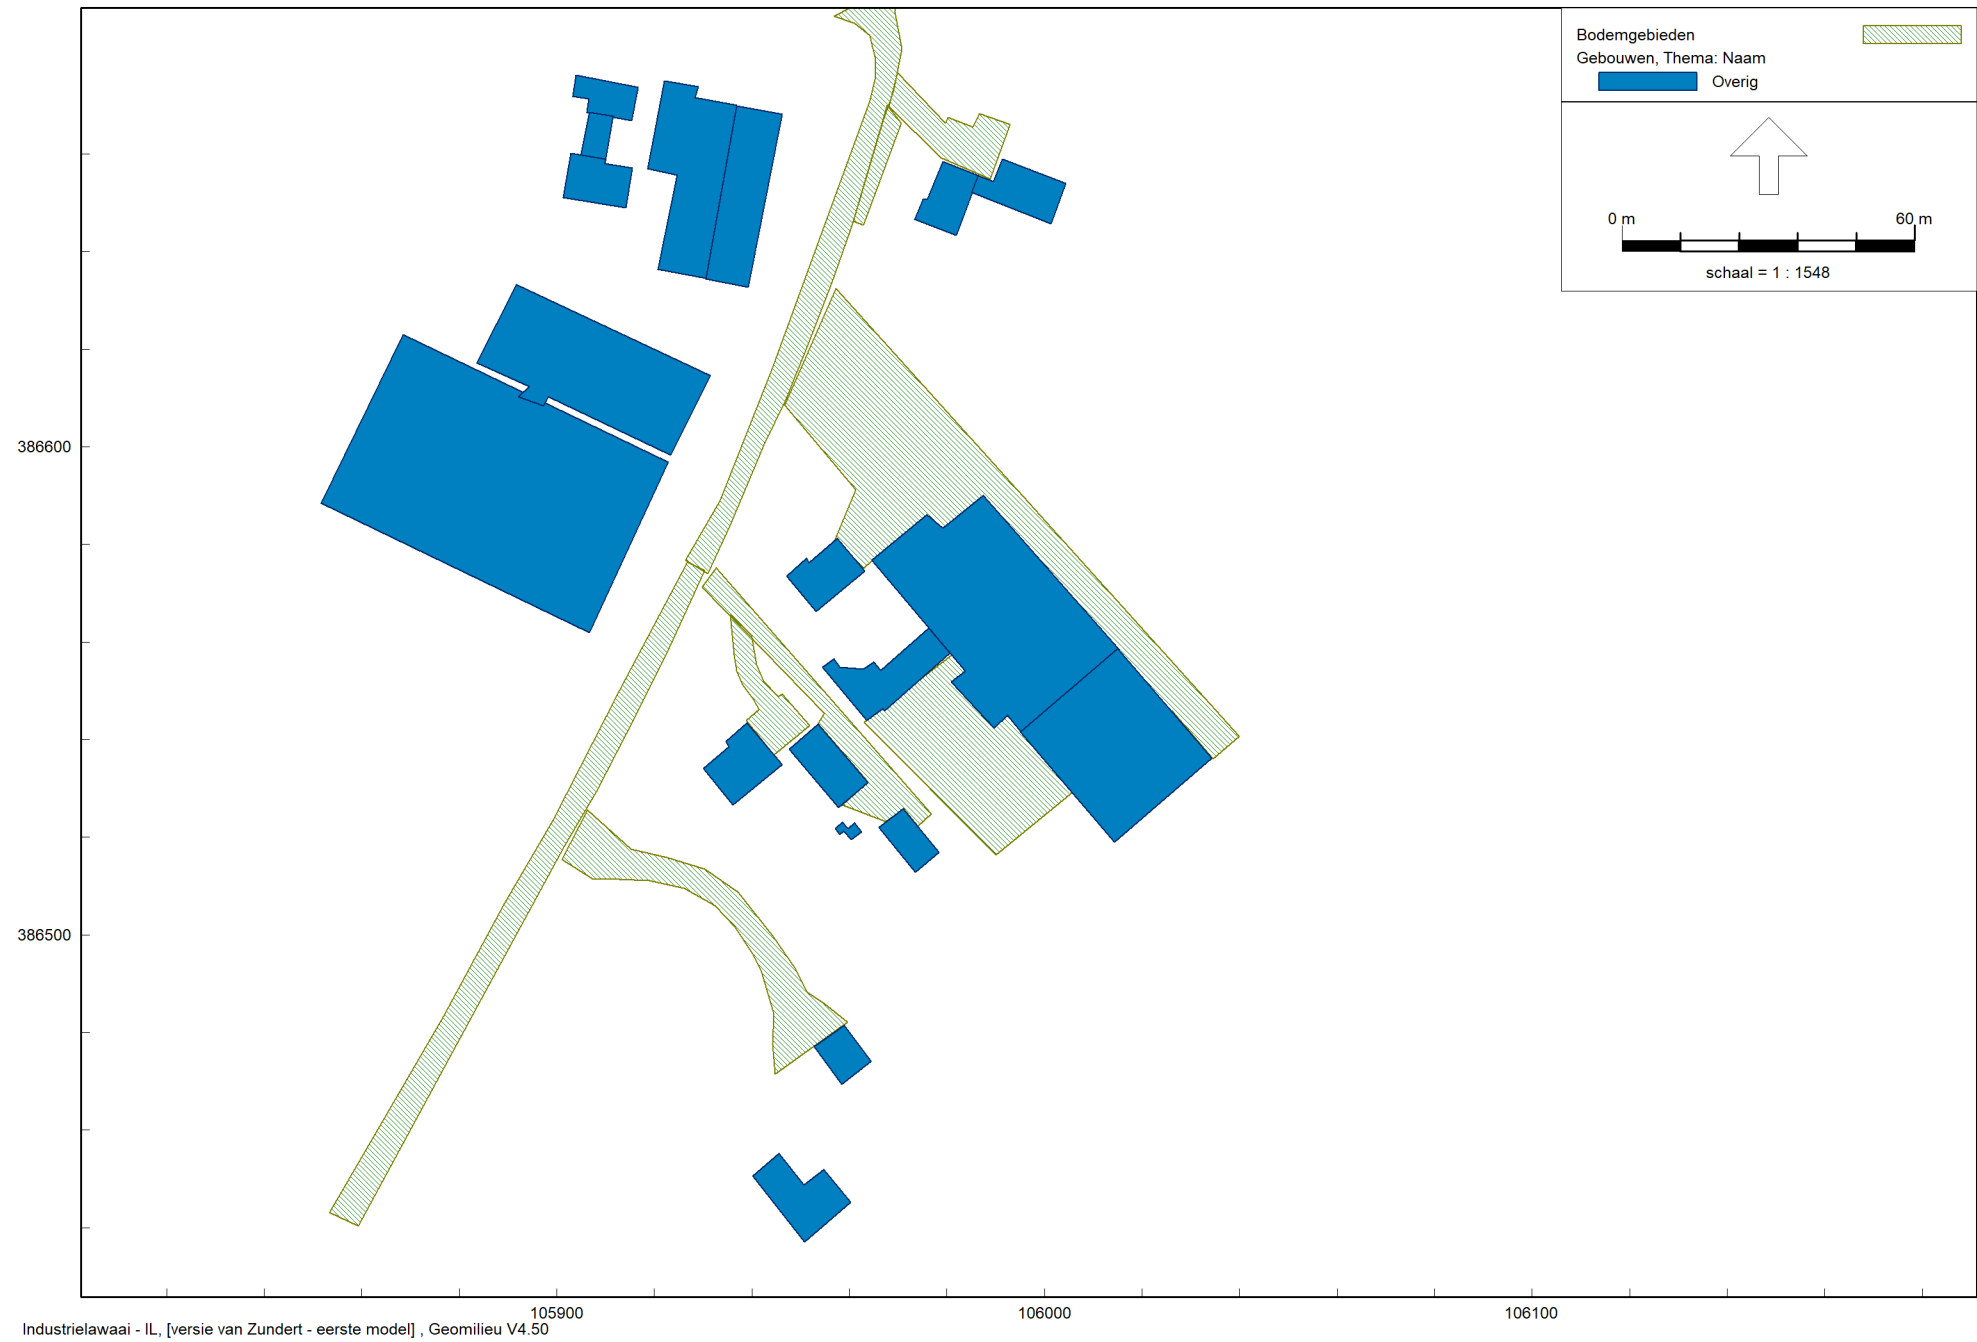 Bodemgebieden
Gebouwen, Thema: Naam
Overig
0 m 60 m
schaal = 1 : 1548
386600
386500
105900 106000 106100
Industrielawaai - IL, [versie van Zundert - eerste model] , Geomilieu V4.50